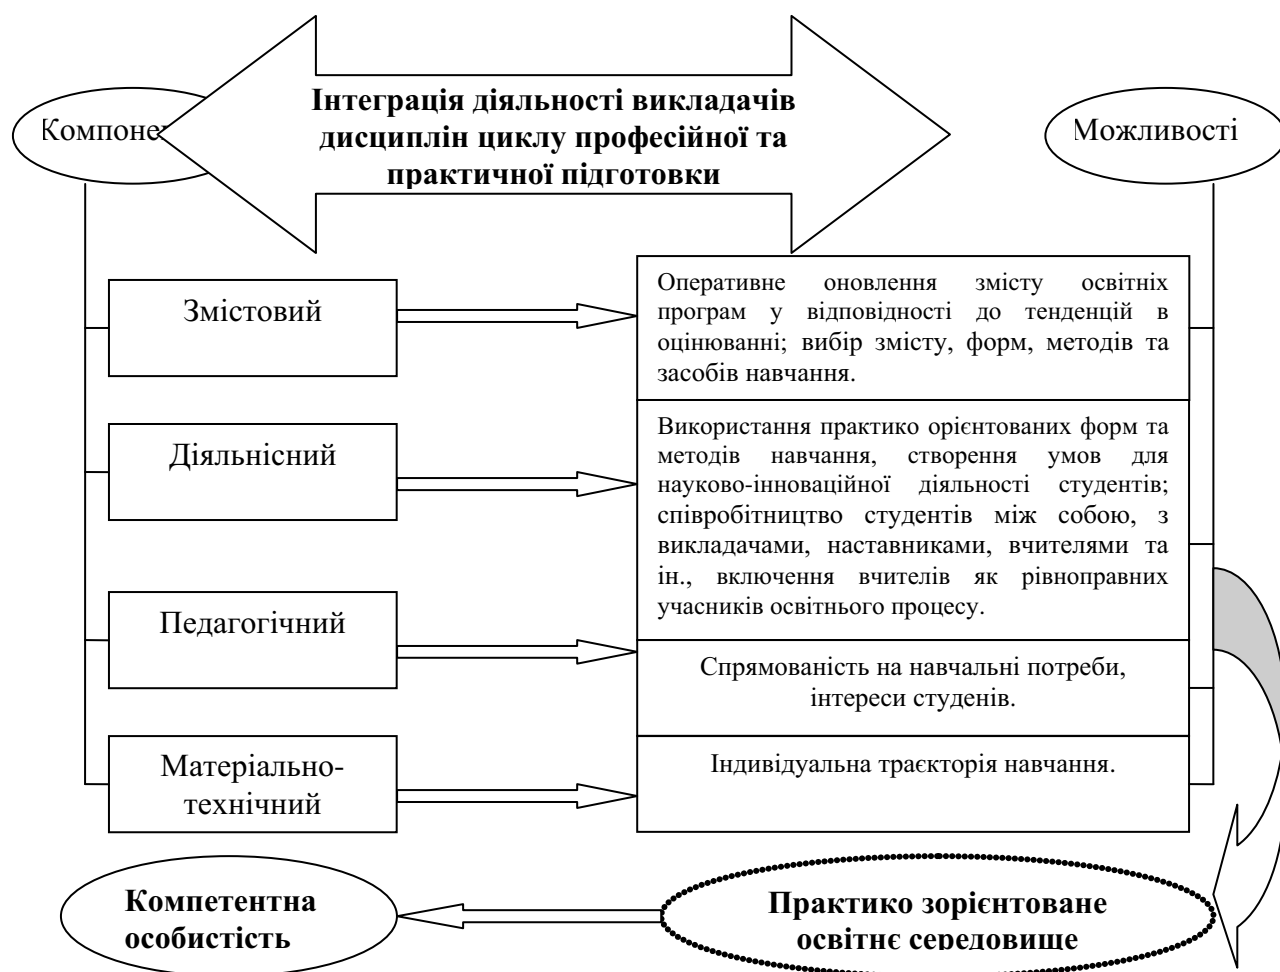 Інтеграція діяльності викладачів
дисциплін циклу професійної та
практичної підготовки
Компоне
Можливості
Змістовий
Оперативне оновлення змісту освітніх
програм у відповідності до тенденцій в
оцінюванні; вибір змісту, форм, методів та
засобів навчання.
Діяльнісний
Використання практико орієнтованих форм та
методів навчання, створення умов для
науково-інноваційної діяльності студентів;
співробітництво студентів між собою, з
викладачами, наставниками, вчителями та
ін., включення вчителів як рівноправних
учасників освітнього процесу.
Педагогічний
Спрямованість на навчальні потреби,
інтереси студенів.
Матеріально-
технічний
Індивідуальна траєкторія навчання.
Компетентна
особистість
Практико зорієнтоване
освітнє середовище